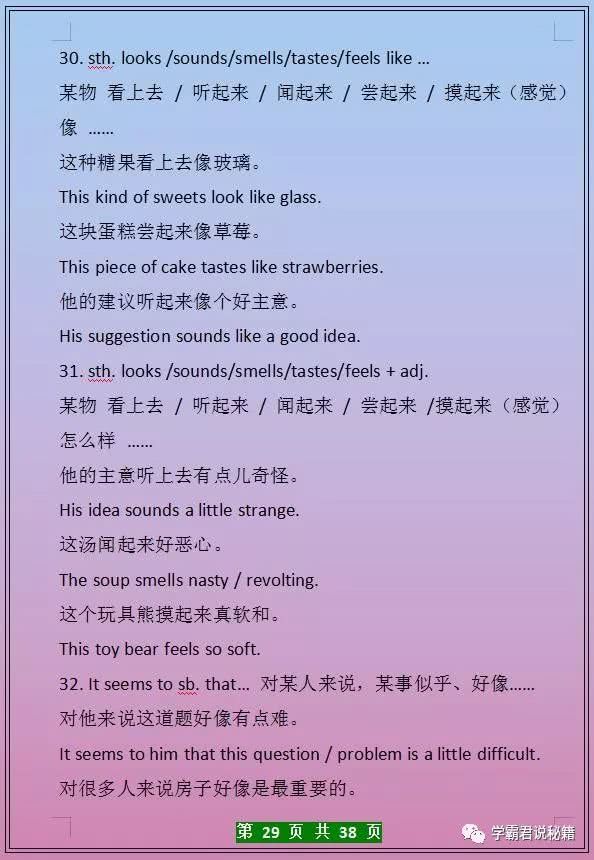 30. sth. looks /sounds/smells/tastes/feels like ...
某物 看上去 / 听起来 / 闻起来 / 尝起来 / 摸起来（感觉）
像 ……
这种糖果看上去像玻璃。
This kind of sweets look like glass.
这块蛋糕尝起来像草莓。
This piece of cake tastes like strawberries.
他的建议听起来像个好主意。
His suggestion sounds like a good idea.
31. sth. looks /sounds/smells/tastes/feels + adj.
某物 看上去 / 听起来 / 闻起来 / 尝起来 /摸起来（感觉）
怎么样 ……
他的主意听上去有点儿奇怪。
His idea sounds a little strange.
这汤闻起来好恶心。
The soup smells nasty / revolting.
这个玩具熊摸起来真软和。
This toy bear feels so soft.
32. It seems to sb. that... 对某人来说，某事似乎、好像……
对他来说这道题好像有点难。
It seems to him that this question / problem is a little difficult.
对很多人来说房子好像是最重要的。
第 29 页 共 38 页
学霸君说秘籍